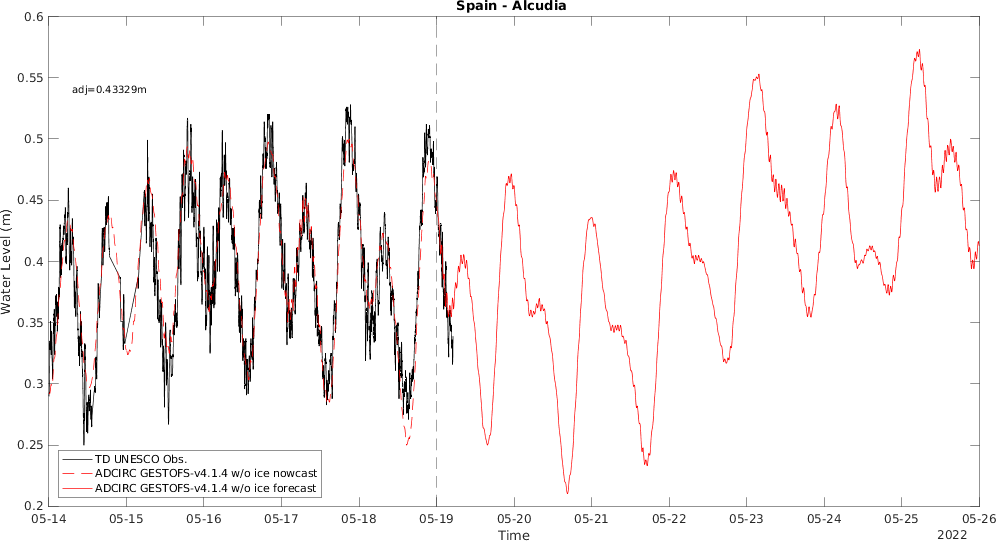 Spain - Alcudia
0.6
0.55
0.5
0.45
0.4
0.35
0.3
0.25
0.2
Water Level (m)
adj=0.43329m
TD UNESCO Obs.
ADCIRC GESTOFS-v4.1.4 w/o ice nowcast
ADCIRC GESTOFS-v4.1.4 w/o ice forecast
05-14 05-15 05-16 05-17 05-18 05-19 05-20 05-21 05-22 05-23 05-24 05-25 05-26
Time
2022